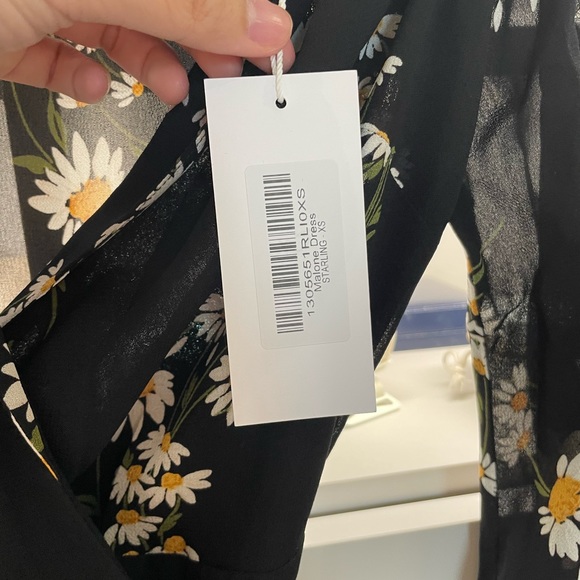 1305651RLI0XS
Malone Dress
STARLING - XS